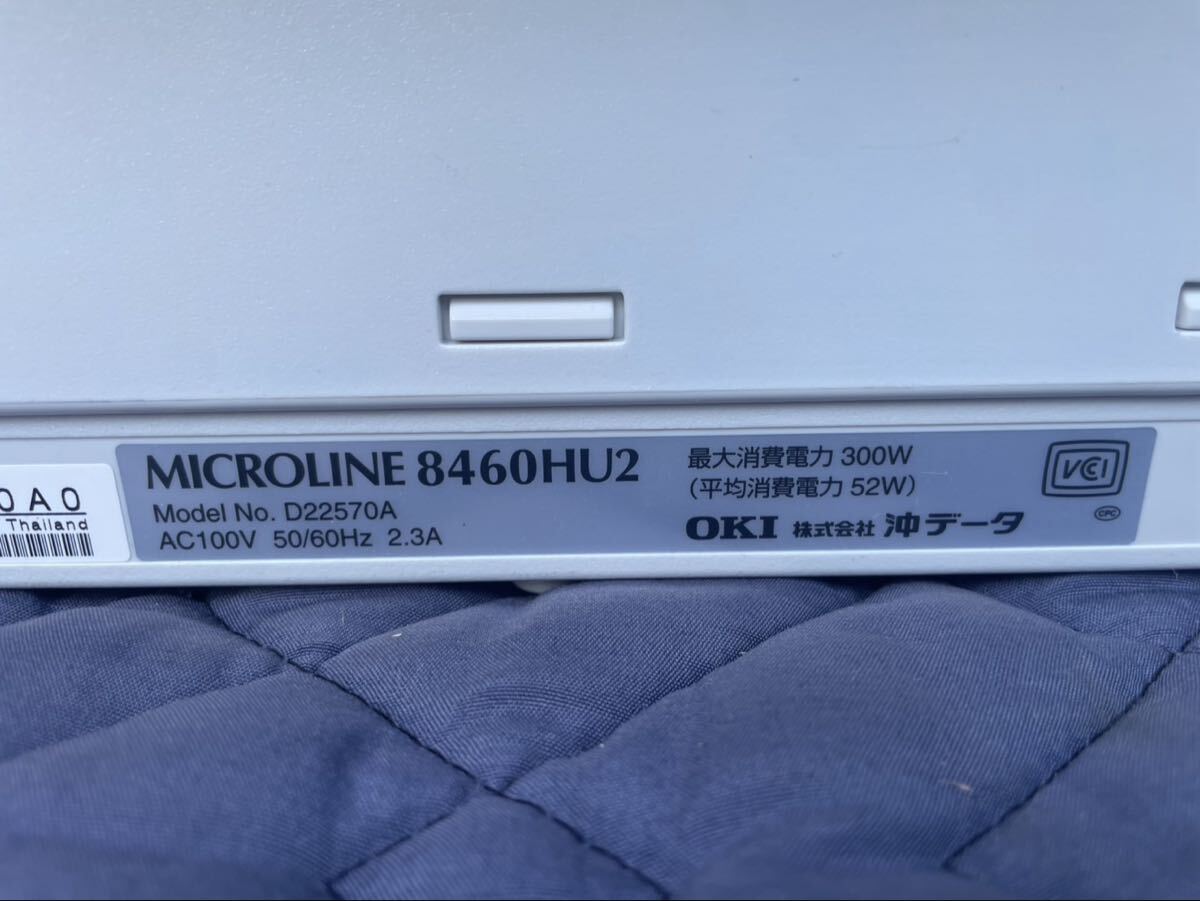 0A0
Thailand
MICROLINE 8460HU2
Model No. D22570A
AC100V 50/60Hz 2.3A
最大消費電力 300W
(平均消費電力 52W)
OKI 株式会社 沖データ
VCI
CPC